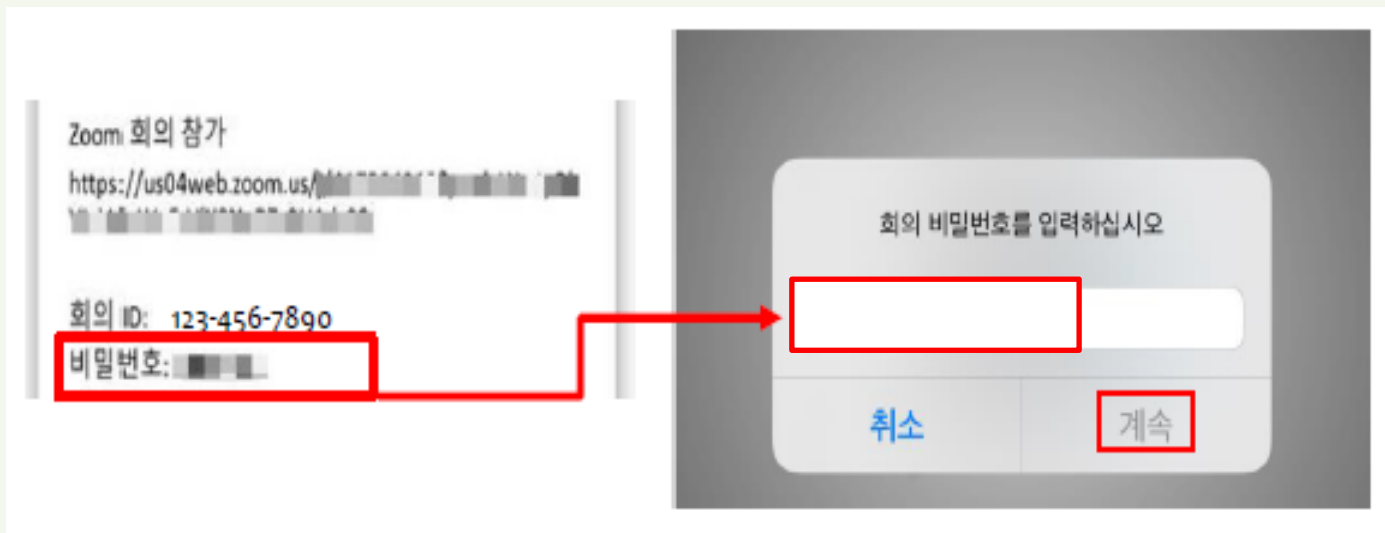 Zoom 회의 참가
https://us04web.zoom.us/
회의 ID: 123-456-7890
비밀번호:
회의 비밀번호를 입력하십시오
취소
계속